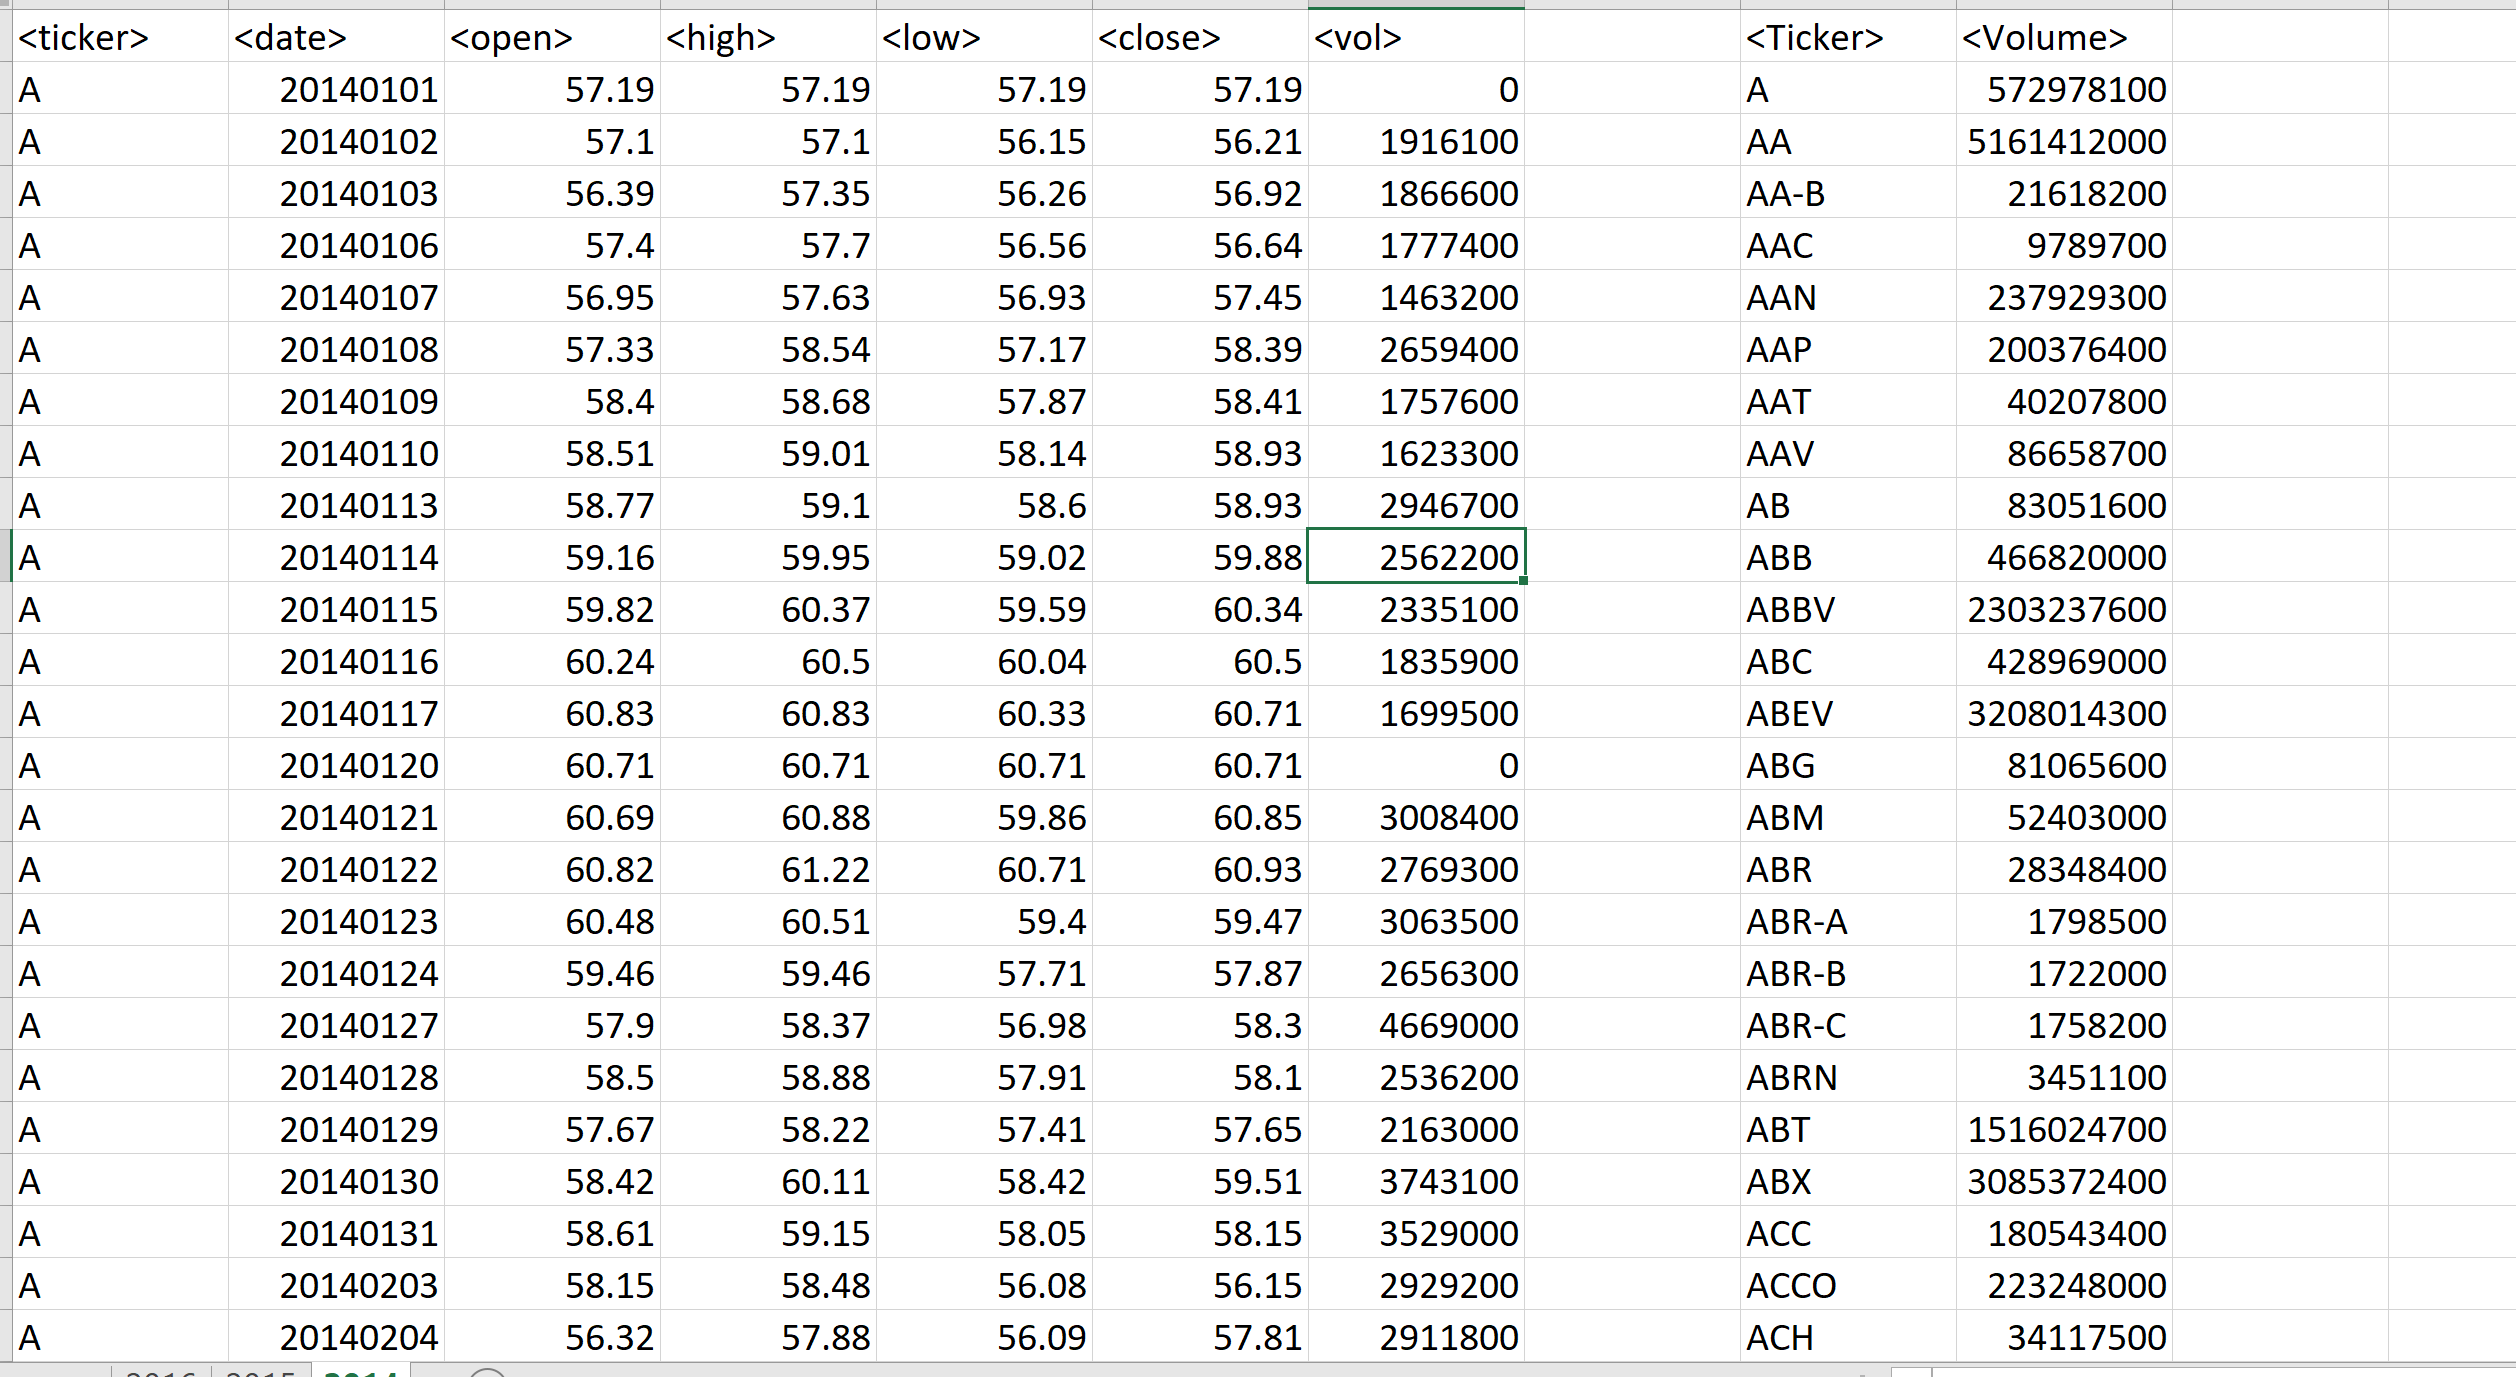 <ticker> <date> <open> <high> <low> <close> <vol> <Ticker> <Volume>
A 20140101 57.19 57.19 57.19 57.19 0 A 572978100
A 20140102 57.1 57.1 56.15 56.21 1916100 AA 5161412000
A 20140103 56.39 57.35 56.26 56.92 1866600 AA-B 21618200
A 20140106 57.4 57.7 56.56 56.64 1777400 AAC 9789700
A 20140107 56.95 57.63 56.93 57.45 1463200 AAN 237929300
A 20140108 57.33 58.54 57.17 58.39 2659400 AAP 200376400
A 20140109 58.4 58.68 57.87 58.41 1757600 AAT 40207800
A 20140110 58.51 59.01 58.14 58.93 1623300 AAV 86658700
A 20140113 58.77 59.1 58.6 58.93 2946700 AB 83051600
A 20140114 59.16 59.95 59.02 59.88 2562200 ABB 466820000
A 20140115 59.82 60.37 59.59 60.34 2335100 ABBV 2303237600
A 20140116 60.24 60.5 60.04 60.5 1835900 ABC 428969000
A 20140117 60.83 60.83 60.33 60.71 1699500 ABEV 3208014300
A 20140120 60.71 60.71 60.71 60.71 0 ABG 81065600
A 20140121 60.69 60.88 59.86 60.85 3008400 ABM 52403000
A 20140122 60.82 61.22 60.71 60.93 2769300 ABR 28348400
A 20140123 60.48 60.51 59.4 59.47 3063500 ABR-A 1798500
A 20140124 59.46 59.46 57.71 57.87 2656300 ABR-B 1722000
A 20140127 57.9 58.37 56.98 58.3 4669000 ABR-C 1758200
A 20140128 58.5 58.88 57.91 58.1 2536200 ABRN 3451100
A 20140129 57.67 58.22 57.41 57.65 2163000 ABT 1516024700
A 20140130 58.42 60.11 58.42 59.51 3743100 ABX 3085372400
A 20140131 58.61 59.15 58.05 58.15 3529000 ACC 180543400
A 20140203 58.15 58.48 56.08 56.15 2929200 ACCO 223248000
A 20140204 56.32 57.88 56.09 57.81 2911800 ACH 34117500
2016 2015 2014